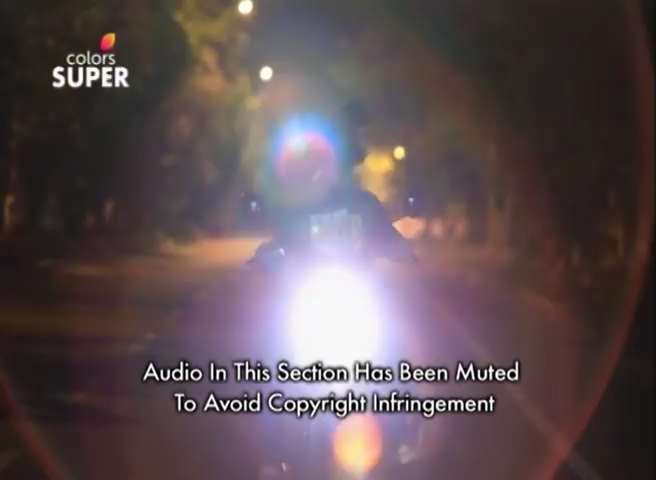 colors
SUPER
Audio In This Section Has Been Muted
To Avoid Copyright Infringement